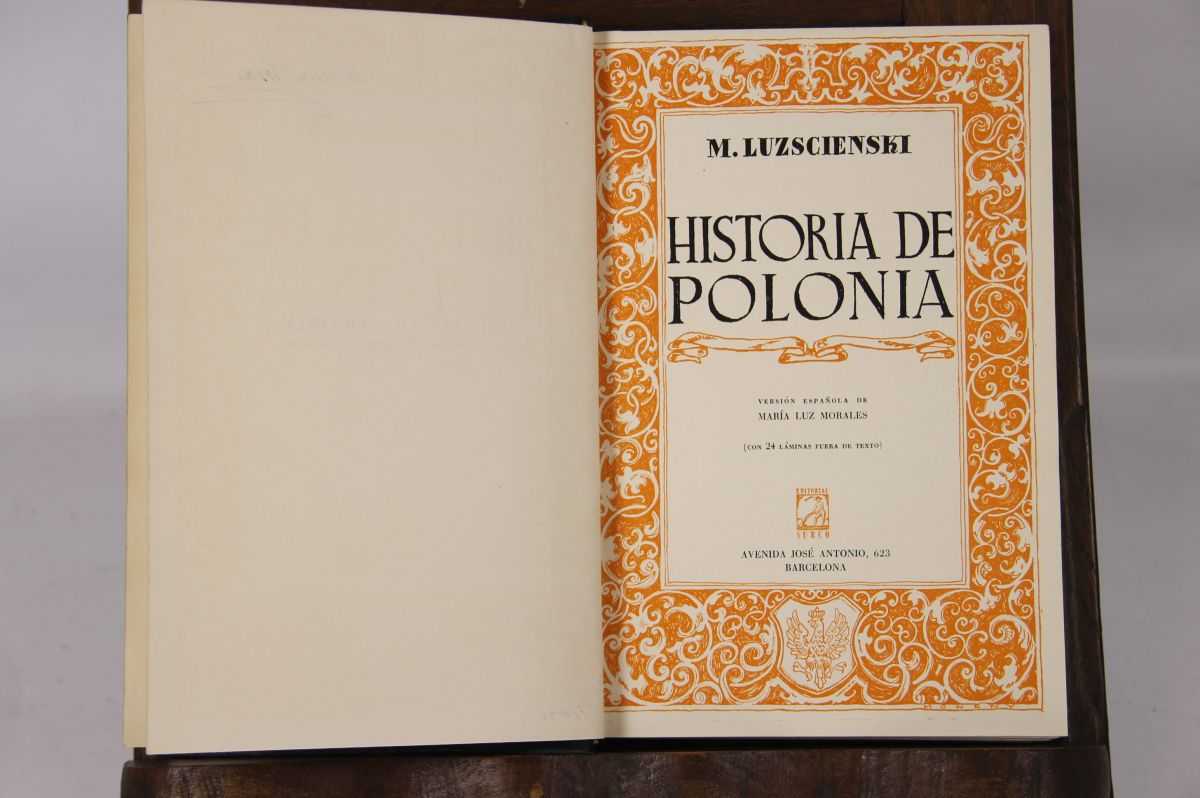 M. LUZSCIENSKI
HISTORIA DE
POLONIA
VERSIÓN ESPAÑOLA DE
MARÍA LUZ MORALES
(CON 24 LÁMINAS FUERA DE TEXTO)
EDITORIAL
SURCO
AVENIDA JOSÉ ANTONIO, 623
BARCELONA